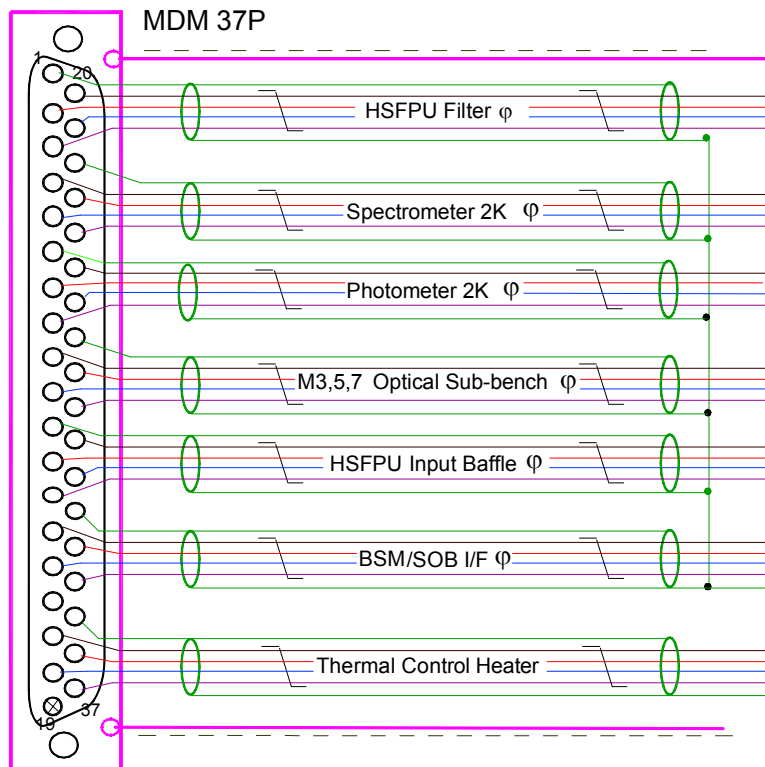 MDM 37P
1
20
HSFPU Filter φ
Spectrometer 2K φ
Photometer 2K φ
M3,5,7 Optical Sub-bench φ
HSFPU Input Baffle φ
BSM/SOB I/F φ
Thermal Control Heater
37
19